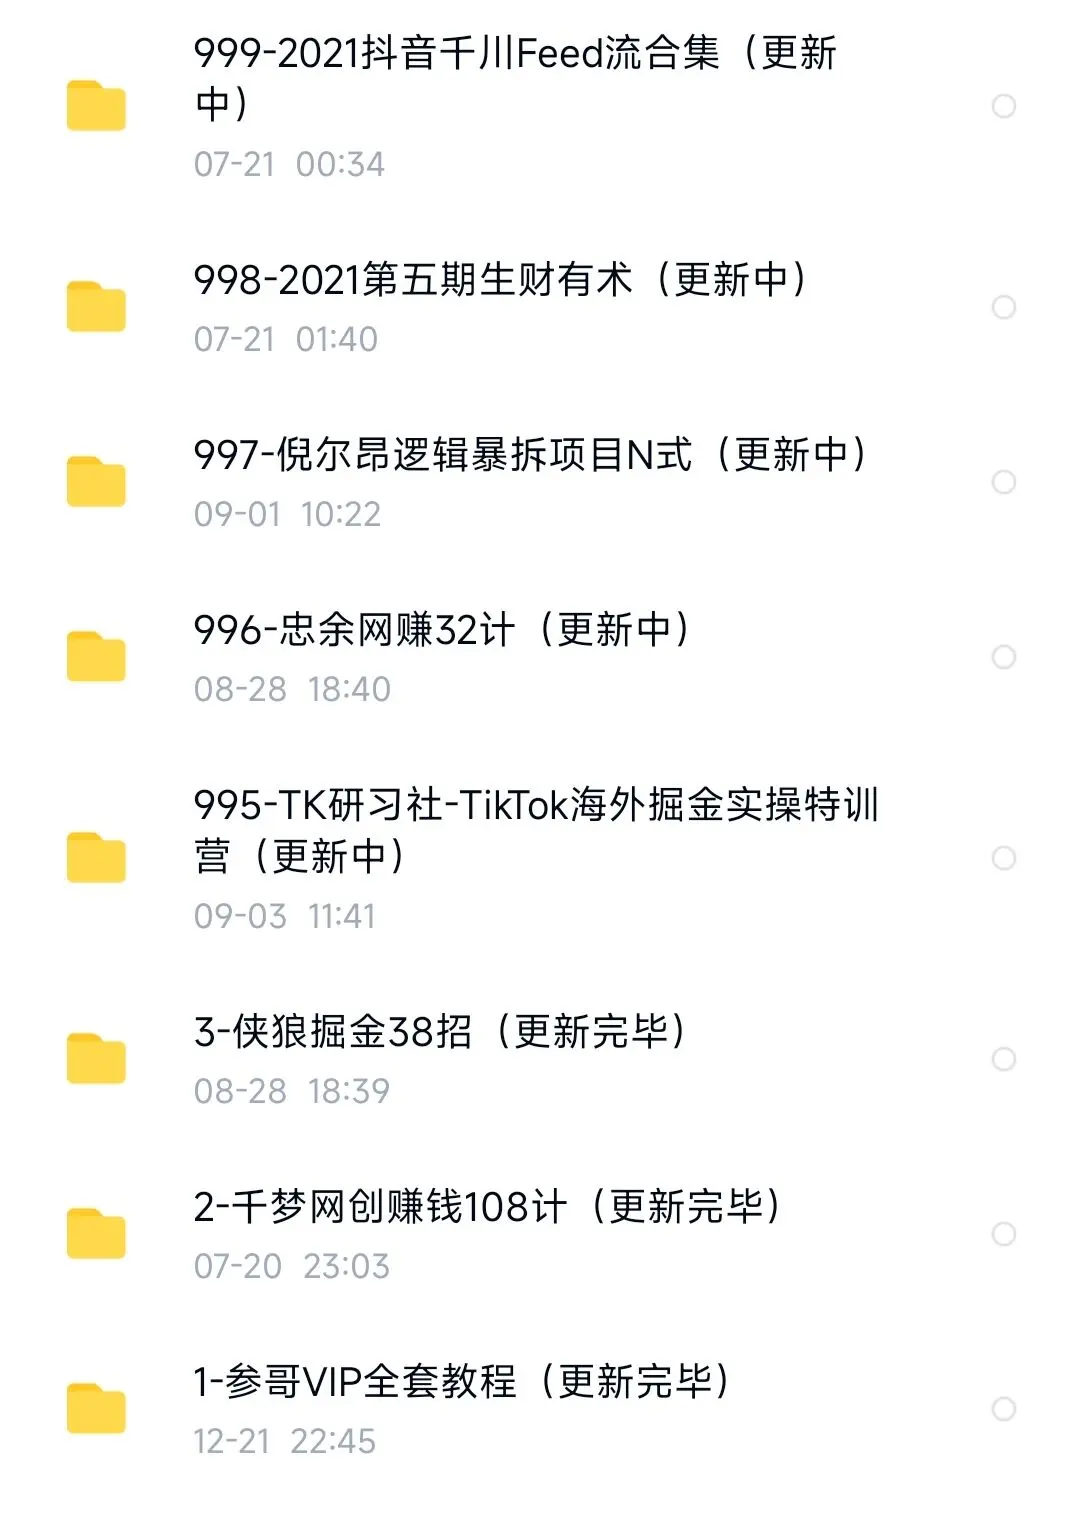 999-2021抖音千川Feed流合集（更新
中）
07-21 00:34
998-2021第五期生财有术（更新中）
07-21 01:40
997-倪尔昂逻辑暴拆项目N式（更新中）
09-01 10:22
996-忠余网赚32计（更新中）
08-28 18:40
995-TK研习社-TikTok海外掘金实操特训
营（更新中）
09-03 11:41
3-侠狼掘金38招（更新完毕）
08-28 18:39
2-千梦网创赚钱108计（更新完毕）
07-20 23:03
1-参哥VIP全套教程（更新完毕）
12-21 22:45